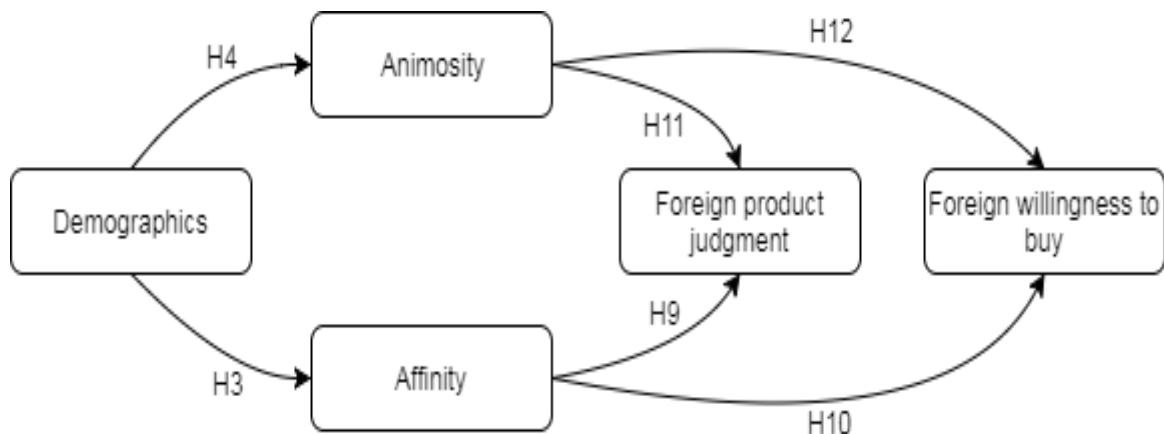 H12
H4
Animosity
H11
Demographics
Foreign product
judgment
Foreign willingness to
buy
H9
H3
Affinity
H10